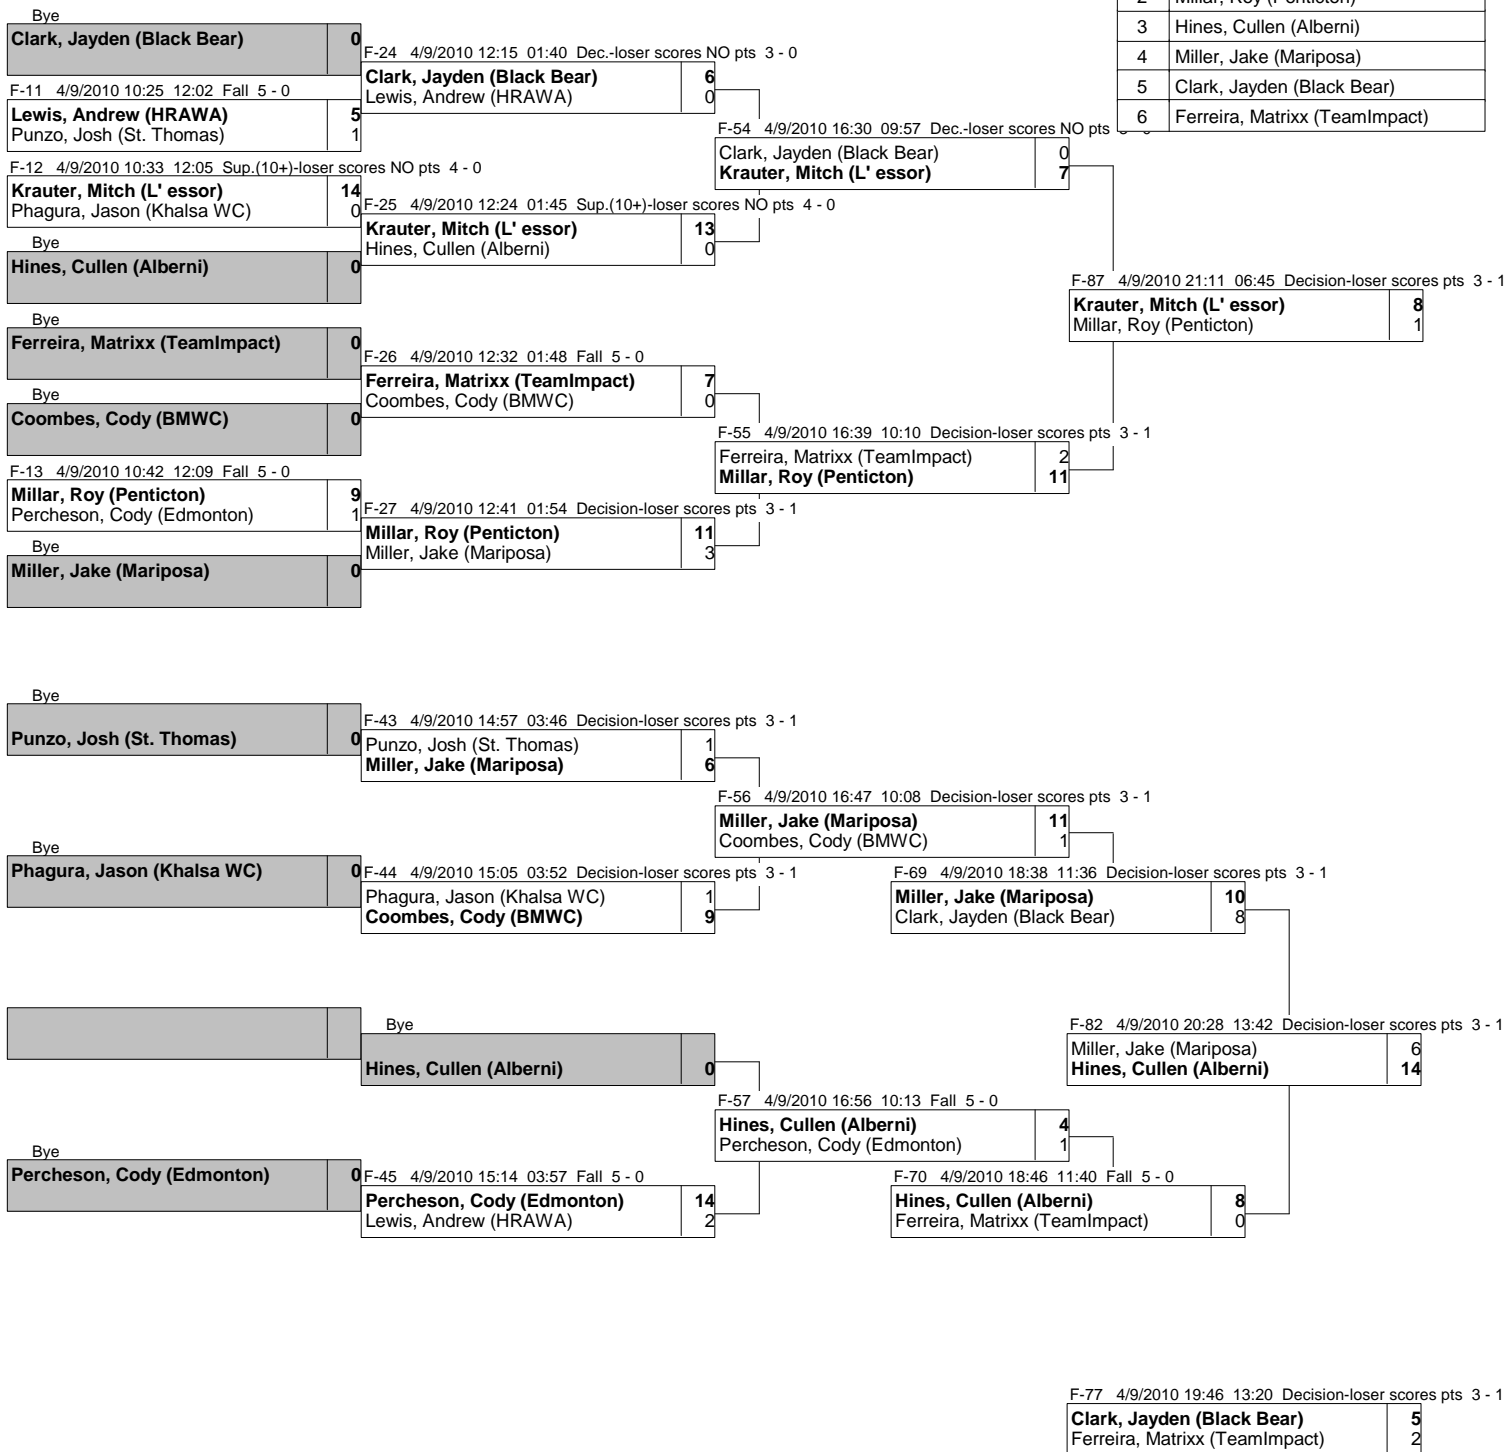 2 Millar, Roy (Penticton)
3 Hines, Cullen (Alberni)
4 Miller, Jake (Mariposa)
5 Clark, Jayden (Black Bear)
6 Ferreira, Matrixx (TeamImpact)
Bye
Clark, Jayden (Black Bear) 0
F-11 4/9/2010 10:25 12:02 Fall 5 - 0
Lewis, Andrew (HRAWA) 5
Punzo, Josh (St. Thomas) 1
F-12 4/9/2010 10:33 12:05 Sup.(10+)-loser scores NO pts 4 - 0
Krauter, Mitch (L' essor) 14
Phagura, Jason (Khalsa WC) 0
Bye
Hines, Cullen (Alberni) 0
Bye
Ferreira, Matrixx (TeamImpact) 0
Bye
Coombes, Cody (BMWC) 0
F-13 4/9/2010 10:42 12:09 Fall 5 - 0
Millar, Roy (Penticton) 9
Percheson, Cody (Edmonton) 1
Bye
Miller, Jake (Mariposa) 0
F-24 4/9/2010 12:15 01:40 Dec.-loser scores NO pts 3 - 0
Clark, Jayden (Black Bear) 6
Lewis, Andrew (HRAWA) 0
F-25 4/9/2010 12:24 01:45 Sup.(10+)-loser scores NO pts 4 - 0
Krauter, Mitch (L' essor) 13
Hines, Cullen (Alberni) 0
F-26 4/9/2010 12:32 01:48 Fall 5 - 0
Ferreira, Matrixx (TeamImpact) 7
Coombes, Cody (BMWC) 0
F-27 4/9/2010 12:41 01:54 Decision-loser scores pts 3 - 1
Millar, Roy (Penticton) 11
Miller, Jake (Mariposa) 3
F-54 4/9/2010 16:30 09:57 Dec.-loser scores NO pts
Clark, Jayden (Black Bear) 0
Krauter, Mitch (L' essor) 7
F-55 4/9/2010 16:39 10:10 Decision-loser scores pts 3 - 1
Ferreira, Matrixx (TeamImpact) 2
Millar, Roy (Penticton) 11
F-87 4/9/2010 21:11 06:45 Decision-loser scores pts 3 - 1
Krauter, Mitch (L' essor) 8
Millar, Roy (Penticton) 1
Bye
Punzo, Josh (St. Thomas) 0
Bye
Phagura, Jason (Khalsa WC) 0
Bye
Percheson, Cody (Edmonton) 0
F-43 4/9/2010 14:57 03:46 Decision-loser scores pts 3 - 1
Punzo, Josh (St. Thomas) 1
Miller, Jake (Mariposa) 6
F-44 4/9/2010 15:05 03:52 Decision-loser scores pts 3 - 1
Phagura, Jason (Khalsa WC) 1
Coombes, Cody (BMWC) 9
Bye
Hines, Cullen (Alberni) 0
F-45 4/9/2010 15:14 03:57 Fall 5 - 0
Percheson, Cody (Edmonton) 14
Lewis, Andrew (HRAWA) 2
F-56 4/9/2010 16:47 10:08 Decision-loser scores pts 3 - 1
Miller, Jake (Mariposa) 11
Coombes, Cody (BMWC) 1
F-57 4/9/2010 16:56 10:13 Fall 5 - 0
Hines, Cullen (Alberni) 4
Percheson, Cody (Edmonton) 1
F-69 4/9/2010 18:38 11:36 Decision-loser scores pts 3 - 1
Miller, Jake (Mariposa) 10
Clark, Jayden (Black Bear) 8
F-70 4/9/2010 18:46 11:40 Fall 5 - 0
Hines, Cullen (Alberni) 8
Ferreira, Matrixx (TeamImpact) 0
F-82 4/9/2010 20:28 13:42 Decision-loser scores pts 3 - 1
Miller, Jake (Mariposa) 6
Hines, Cullen (Alberni) 14
F-77 4/9/2010 19:46 13:20 Decision-loser scores pts 3 - 1
Clark, Jayden (Black Bear) 5
Ferreira, Matrixx (TeamImpact) 2